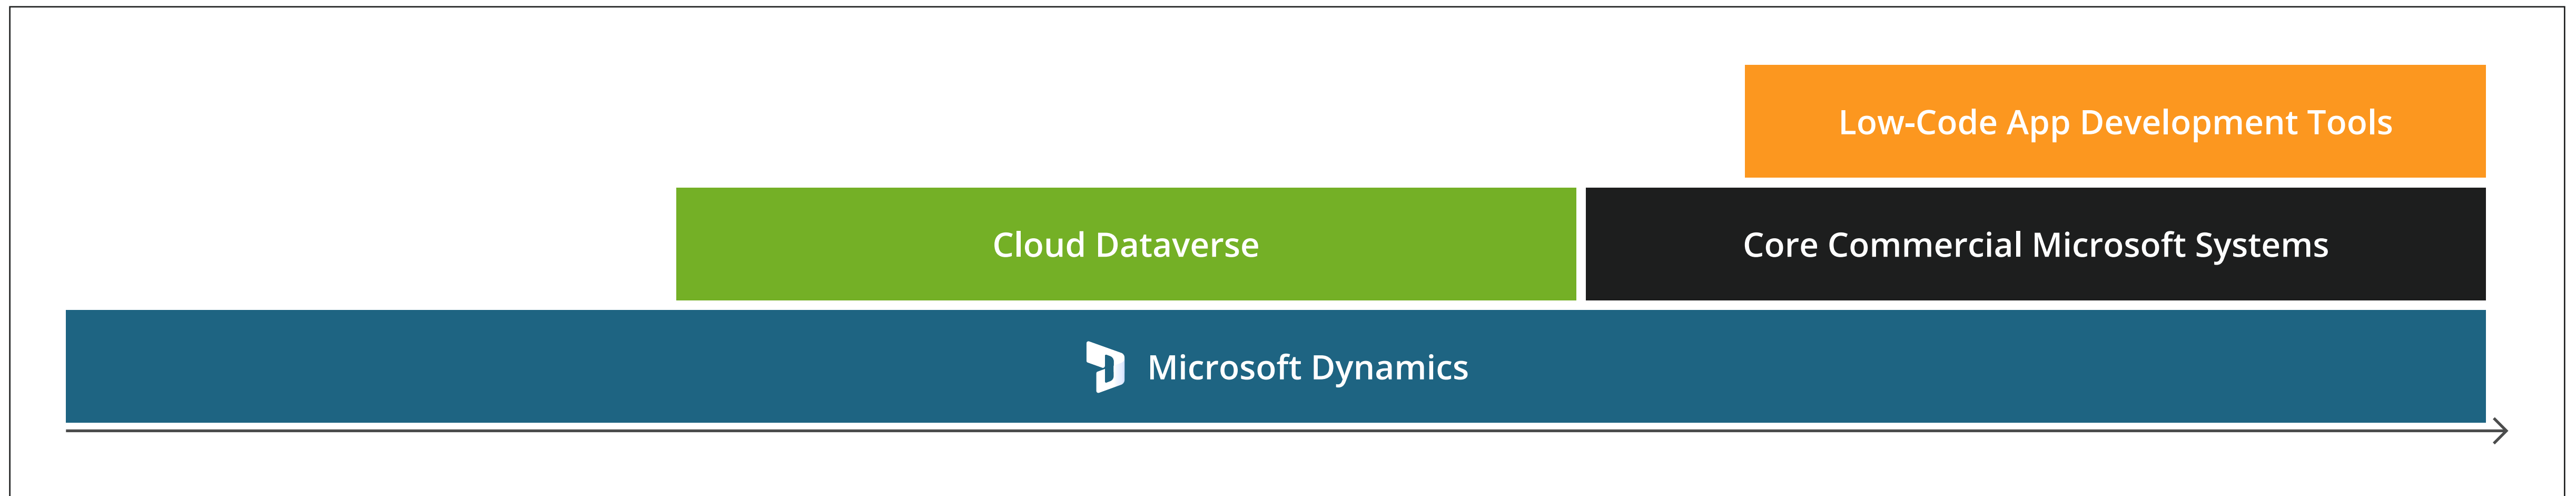 Low-Code App Development Tools
Cloud Dataverse
Core Commercial Microsoft Systems
Microsoft Dynamics